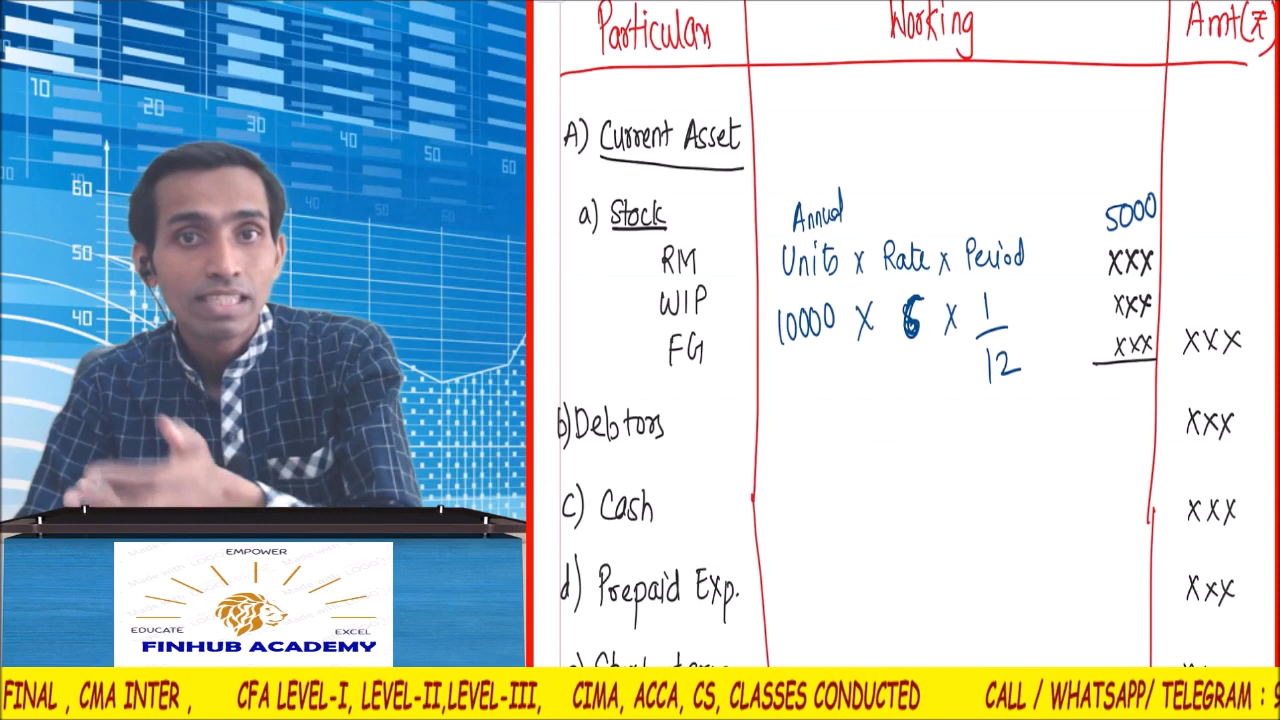 Particulars Working Amt(₹)
A) Current Asset
a) Stock Annual 5000
RM Units x Rate x Period xxx
WIP 10000 x 6 x 1/12 xxx
FG xxx xxx
b) Debtors xxx
c) Cash xxx
d) Prepaid Exp. xxx
10 20 30 40 50 60
60
50
40
40 50 60
EMPOWER
EDUCATE EXCEL
FINHUB ACADEMY
FINAL , CMA INTER , CFA LEVEL-I, LEVEL-II,LEVEL-III, CIMA, ACCA, CS, CLASSES CONDUCTED CALL / WHATSAPP/ TELEGRAM :